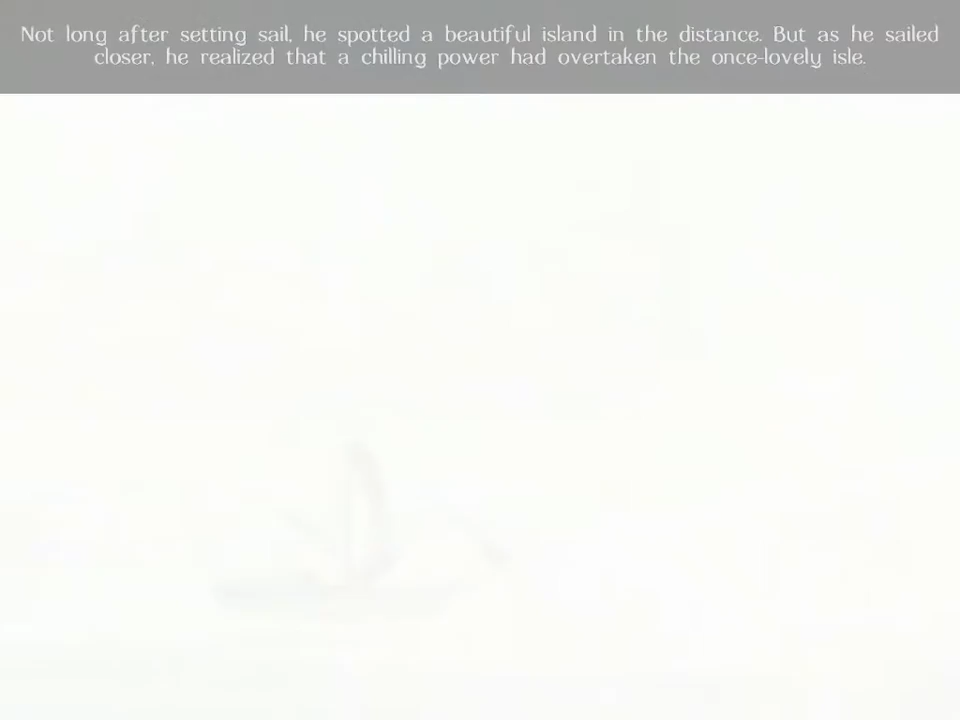 Not long after setting sail, he spotted a beautiful island in the distance. But as he sailed
closer, he realized that a chilling power had overtaken the once-lovely isle.